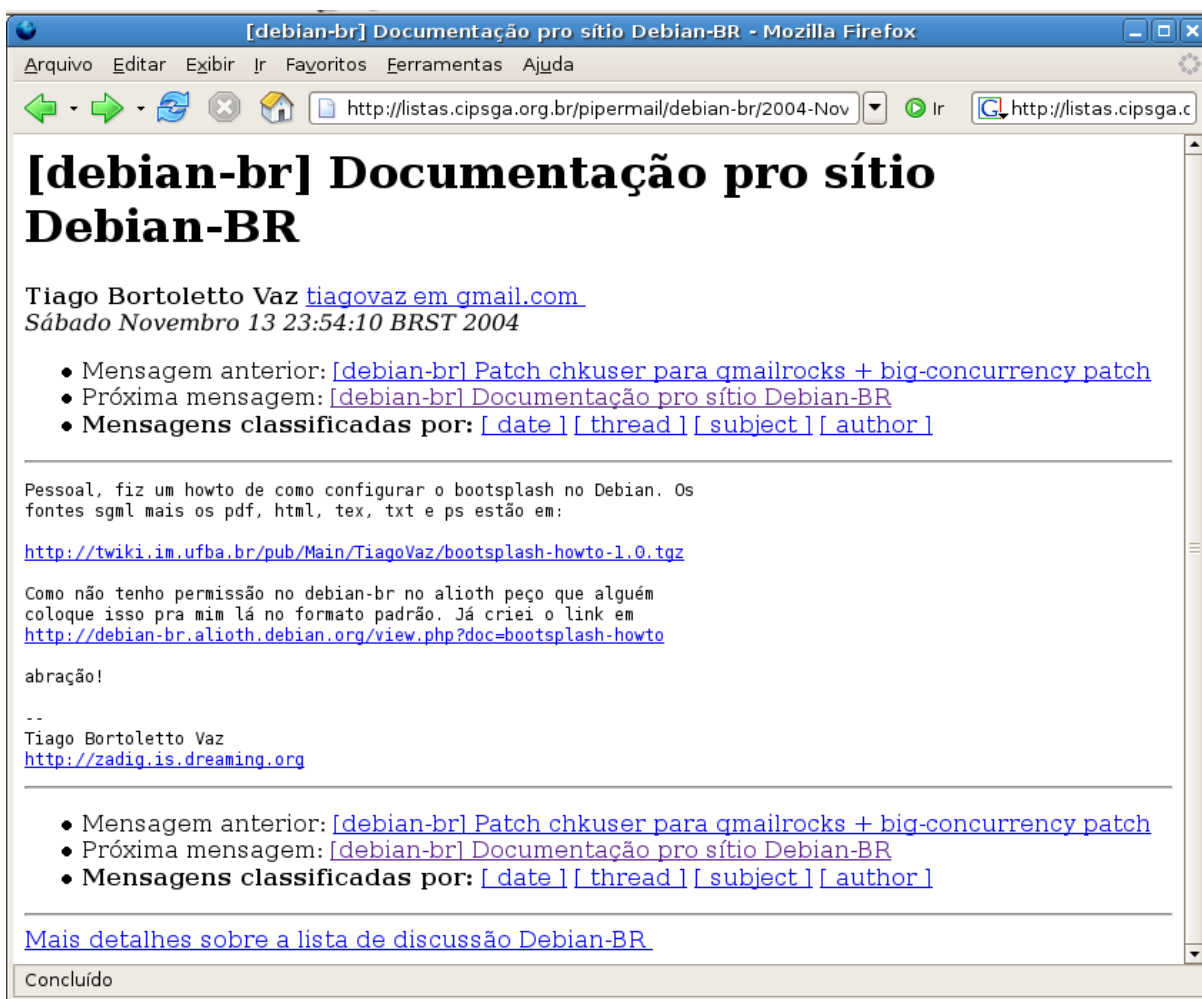 [debian-br] Documentação pro sítio Debian-BR - Mozilla Firefox
Arquivo Editar Exibir Ir Favoritos Ferramentas Ajuda
http://listas.cipsga.org.br/pipermail/debian-br/2004-Nov Ir G http://listas.cipsga.c
[debian-br] Documentação pro sítio
Debian-BR
Tiago Bortoletto Vaz tiagovaz em gmail.com
Sábado Novembro 13 23:54:10 BRST 2004
• Mensagem anterior: [debian-br] Patch chkuser para qmailrocks + big-concurrency patch
• Próxima mensagem: [debian-br] Documentação pro sítio Debian-BR
• Mensagens classificadas por: [ date ] [ thread ] [ subject ] [ author ]
Pessoal, fiz um howto de como configurar o bootsplash no Debian. Os
fontes sgml mais os pdf, html, tex, txt e ps estão em:
http://twiki.im.ufba.br/pub/Main/TiagoVaz/bootsplash-howto-1.0.tgz
Como não tenho permissão no debian-br no alioth peço que alguém
coloque isso pra mim lá no formato padrão. Já criei o link em
http://debian-br.alioth.debian.org/view.php?doc=bootsplash-howto
abração!
--
Tiago Bortoletto Vaz
http://zadig.is.dreaming.org
• Mensagem anterior: [debian-br] Patch chkuser para qmailrocks + big-concurrency patch
• Próxima mensagem: [debian-br] Documentação pro sítio Debian-BR
• Mensagens classificadas por: [ date ] [ thread ] [ subject ] [ author ]
Mais detalhes sobre a lista de discussão Debian-BR
Concluído